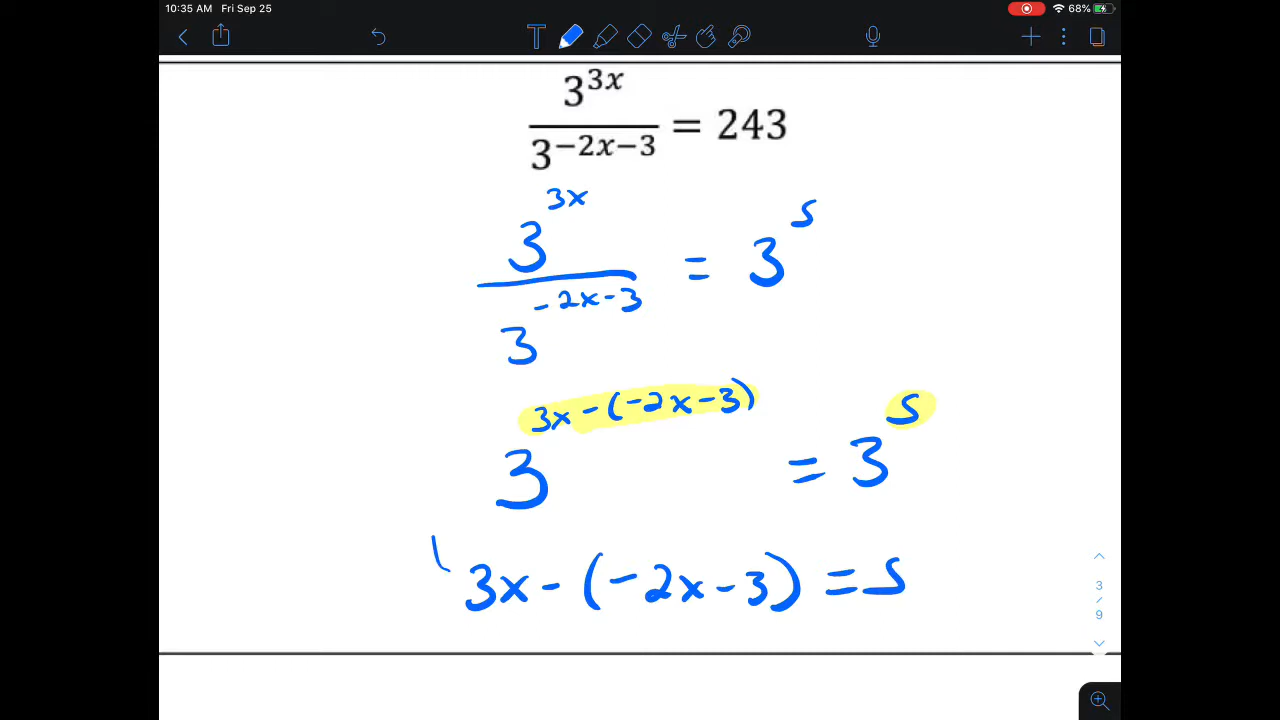 10:35 AM Fri Sep 25 68%
T
3^{3x}
3^{-2x-3} = 243
3^{3x}
3^{-2x-3} = 3^5
3^{3x-(-2x-3)} = 3^5
3x - (-2x - 3) = 5
3
9